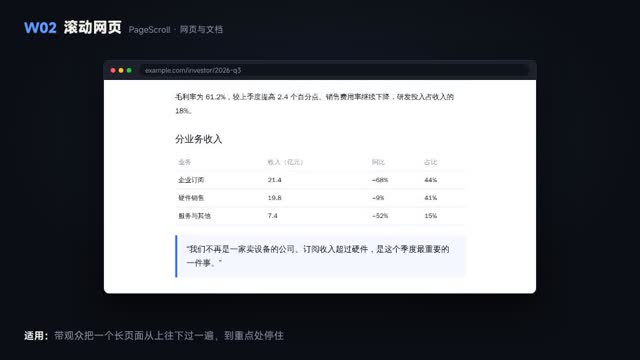 W02 滚动网页 PageScroll · 网页与文档
example.com/investor/2026-q3
毛利率为 61.2%，较上季度提高 2.4 个百分点。销售费用率继续下降，研发投入占收入的
18%。
分业务收入
业务 收入（亿元） 同比 占比
企业订阅 21.4 +68% 44%
硬件销售 19.8 −9% 41%
服务与其他 7.4 +52% 15%
“我们不再是一家卖设备的公司。订阅收入超过硬件，是这个季度最重要的
一件事。”
适用：带观众把一个长页面从上往下过一遍，到重点处停住